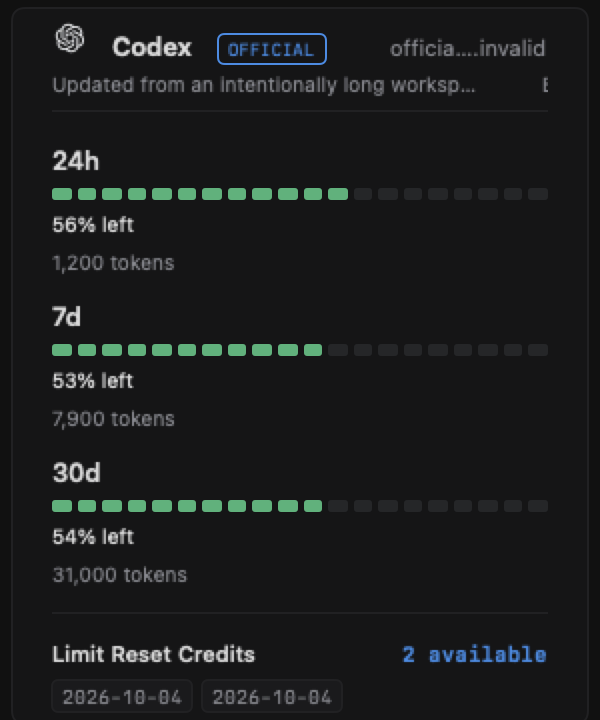 Codex OFFICIAL officia....invalid
Updated from an intentionally long worksp...
24h
56% left
1,200 tokens
7d
53% left
7,900 tokens
30d
54% left
31,000 tokens
Limit Reset Credits 2 available
2026-10-04 2026-10-04